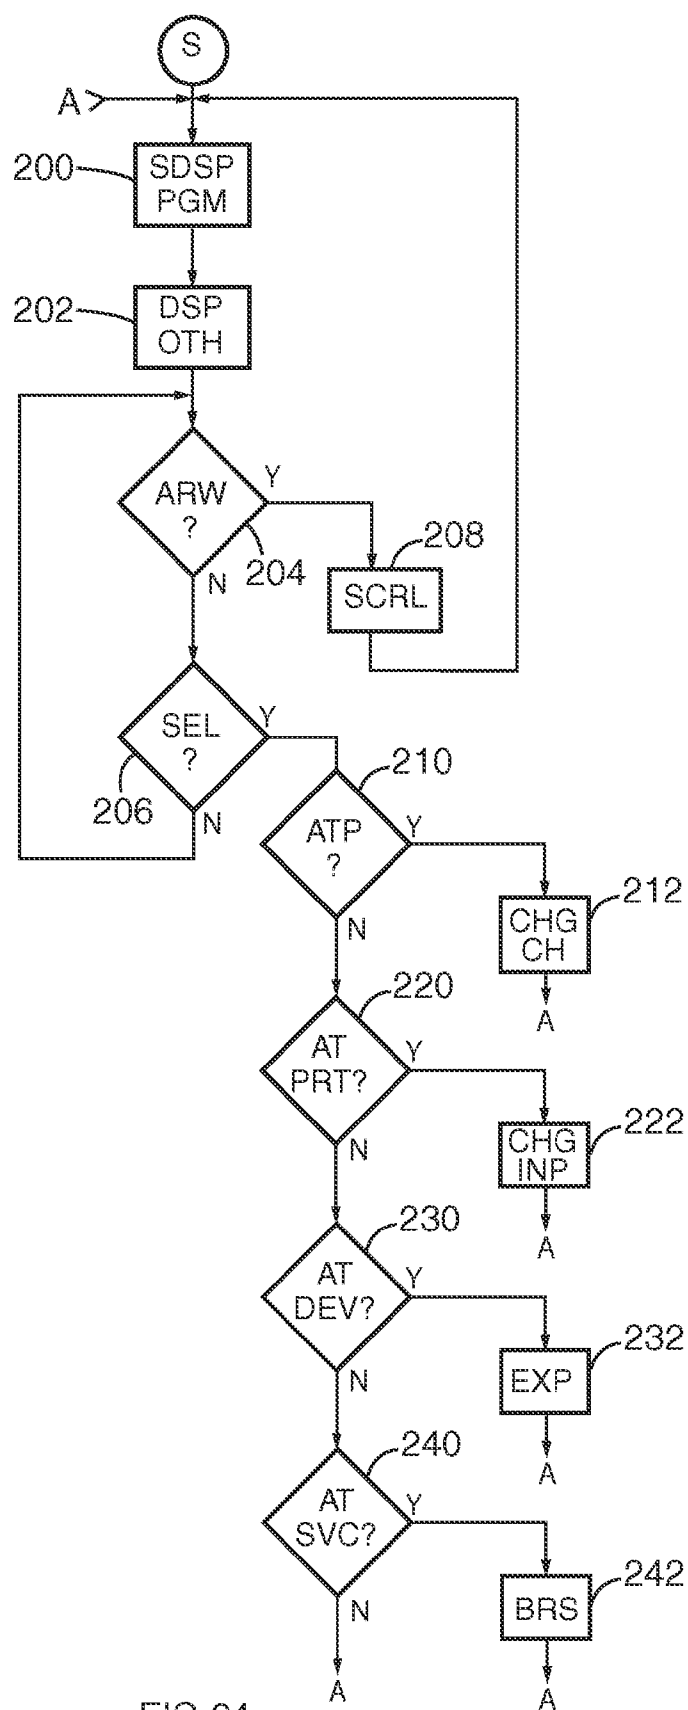 S
A
200
SDSP
PGM
202
DSP
OTH
ARW
?
Y
204
N
208
SCRL
SEL
?
Y
206
N
210
ATP
?
Y
N
212
CHG
CH
A
220
AT
PRT?
Y
N
222
CHG
INP
A
230
AT
DEV?
Y
N
232
EXP
A
240
AT
SVC?
Y
N
242
BRS
A
A